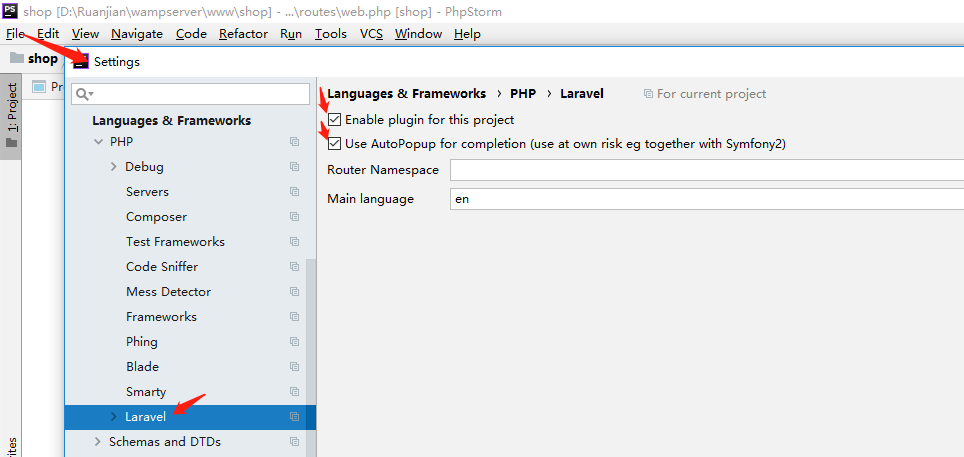 PS shop [D:\Ruanjian\wampserver\www\shop] - ...\routes\web.php [shop] - PhpStorm
File Edit View Navigate Code Refactor Run Tools VCS Window Help
shop
Settings
1: Project
Languages & Frameworks
PHP
Debug
Servers
Composer
Test Frameworks
Code Sniffer
Mess Detector
Frameworks
Phing
Blade
Smarty
Laravel
Schemas and DTDs
Languages & Frameworks › PHP › Laravel For current project
Enable plugin for this project
Use AutoPopup for completion (use at own risk eg together with Symfony2)
Router Namespace
Main language en